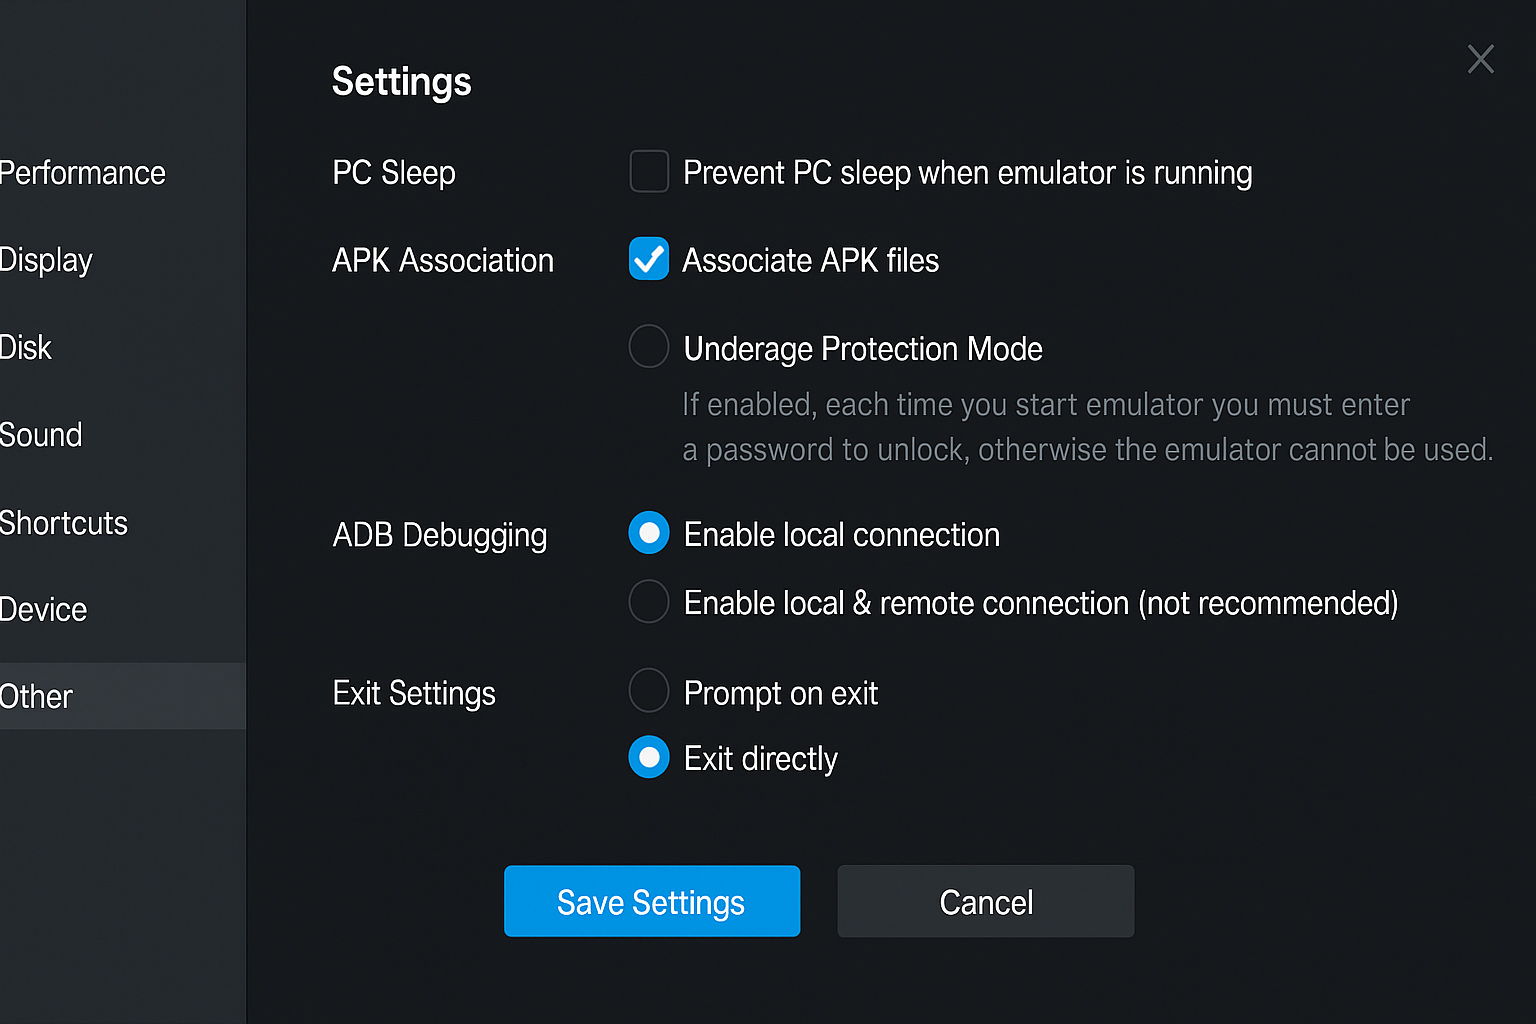 Settings
Performance
Display
Disk
Sound
Shortcuts
Device
Other
PC Sleep
Prevent PC sleep when emulator is running
APK Association
Associate APK files
Underage Protection Mode
If enabled, each time you start emulator you must enter
a password to unlock, otherwise the emulator cannot be used.
ADB Debugging
Enable local connection
Enable local & remote connection (not recommended)
Exit Settings
Prompt on exit
Exit directly
Save Settings
Cancel